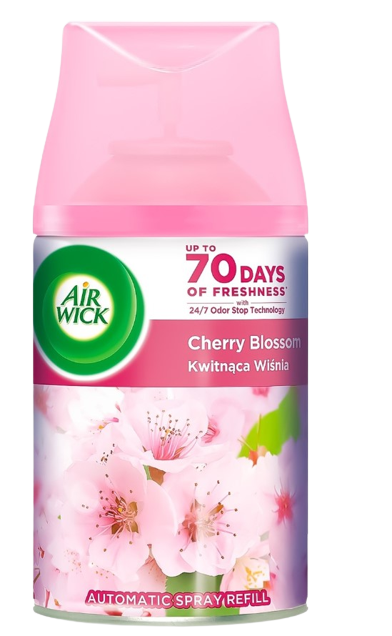 AIR
WICK
UP TO
70 DAYS
OF FRESHNESS*
with
24/7 Odor Stop Technology
Cherry Blossom
Kwitnąca Wiśnia
AUTOMATIC SPRAY REFILL